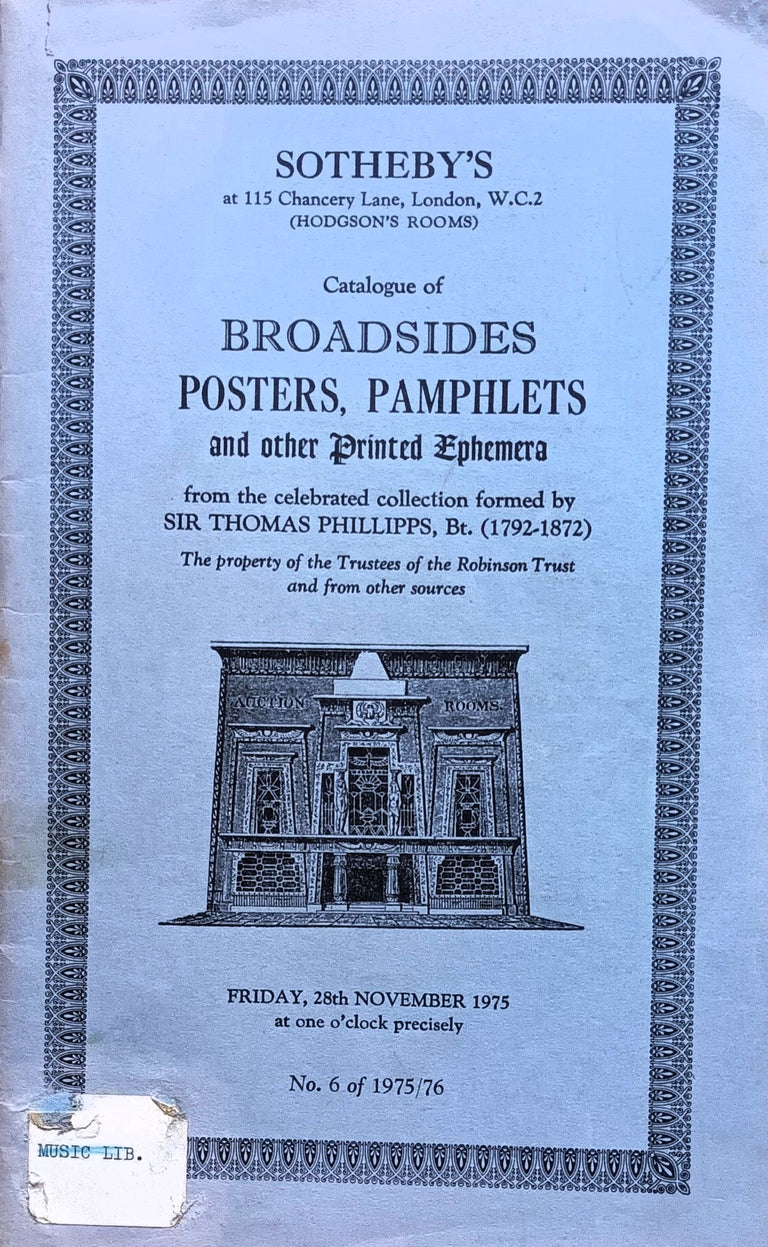 SOTHEBY'S
at 115 Chancery Lane, London, W.C.2
(HODGSON'S ROOMS)
Catalogue of
BROADSIDES
POSTERS, PAMPHLETS
and other Printed Ephemera
from the celebrated collection formed by
SIR THOMAS PHILLIPPS, Bt. (1792-1872)
The property of the Trustees of the Robinson Trust
and from other sources
AUCTION ROOMS.
FRIDAY, 28th NOVEMBER 1975
at one o'clock precisely
No. 6 of 1975/76
MUSIC LIB.